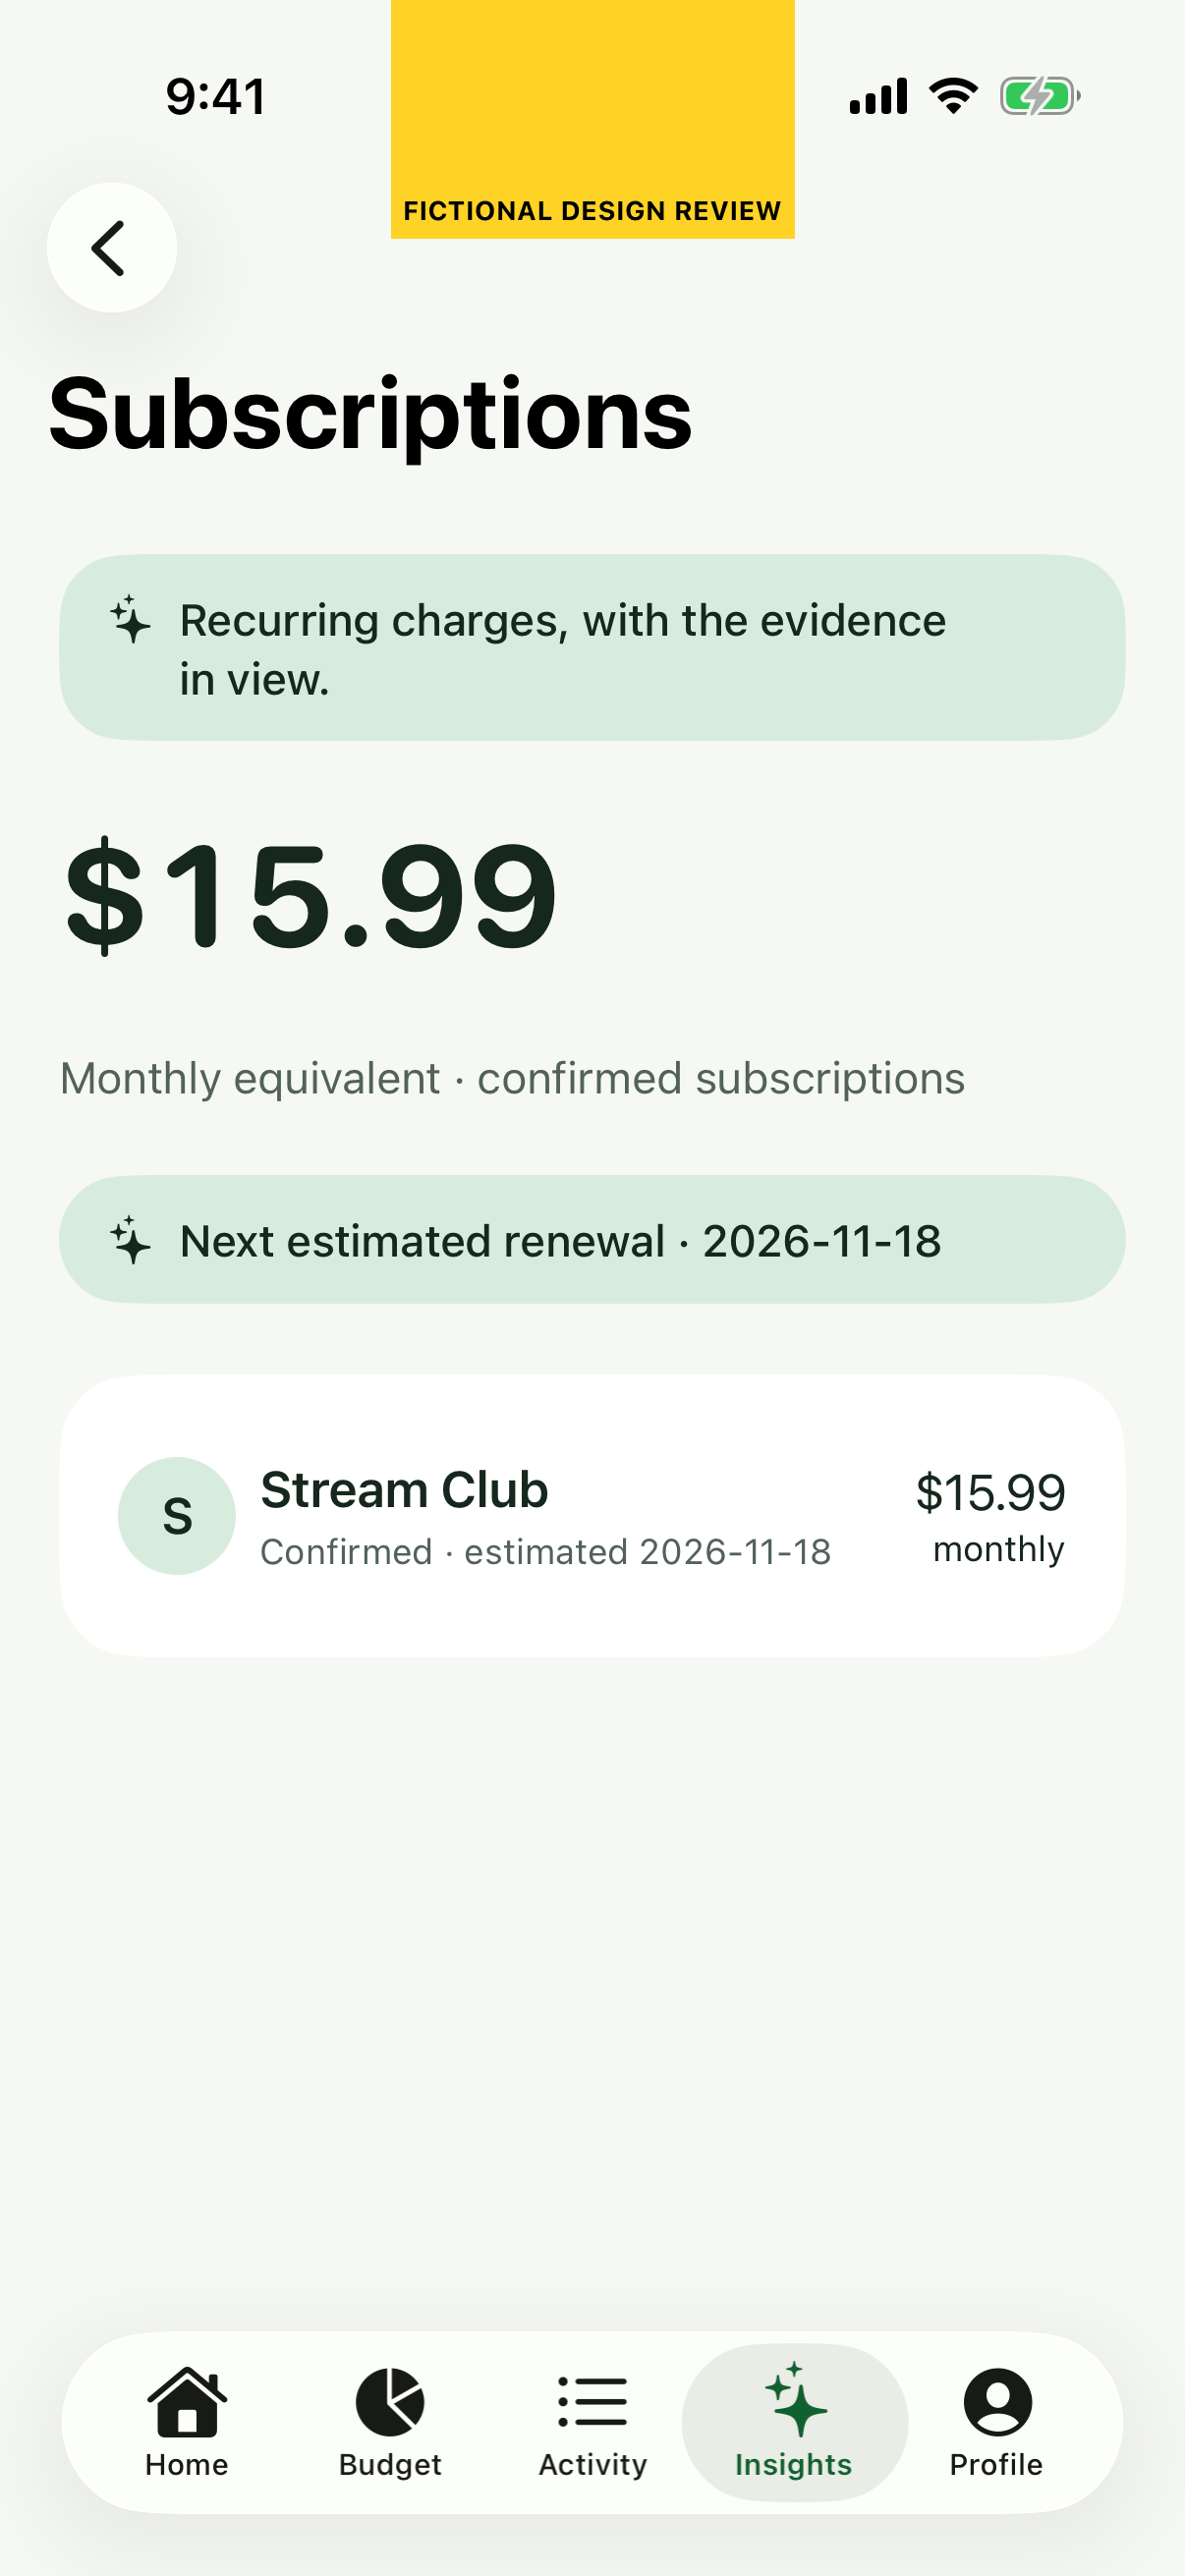 9:41
FICTIONAL DESIGN REVIEW
Subscriptions
Recurring charges, with the evidence
in view.
$15.99
Monthly equivalent · confirmed subscriptions
Next estimated renewal · 2026-11-18
S
Stream Club
$15.99
Confirmed · estimated 2026-11-18
monthly
Home
Budget
Activity
Insights
Profile